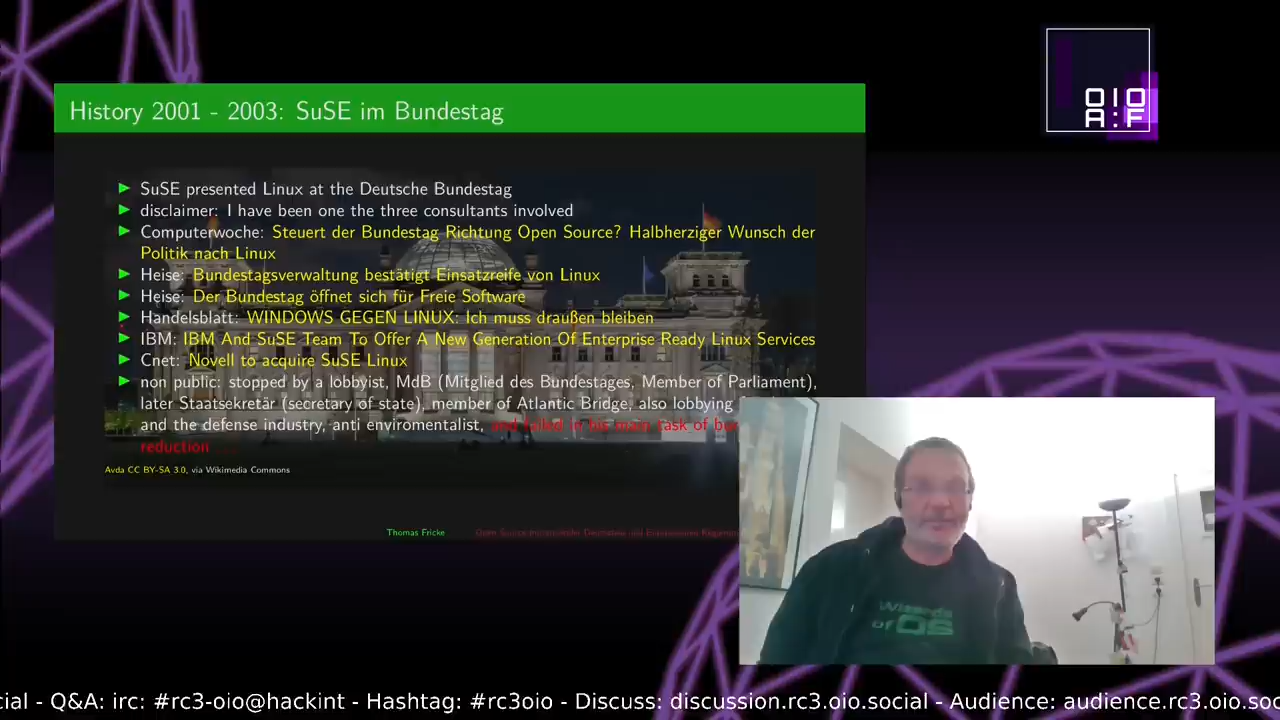 OIO
A:F
History 2001 - 2003: SuSE im Bundestag
SuSE presented Linux at the Deutsche Bundestag
disclaimer: I have been one the three consultants involved
Computerwoche: Steuert der Bundestag Richtung Open Source? Halbherziger Wunsch der
Politik nach Linux
Heise: Bundestagsverwaltung bestätigt Einsatzreife von Linux
Heise: Der Bundestag öffnet sich für Freie Software
Handelsblatt: WINDOWS GEGEN LINUX: Ich muss draußen bleiben
IBM: IBM And SuSE Team To Offer A New Generation Of Enterprise Ready Linux Services
Cnet: Novell to acquire SuSE Linux
non public: stopped by a lobbyist, MdB (Mitglied des Bundestages, Member of Parliament),
later Staatsekretär (secretary of state), member of Atlantic Bridge, also lobbying
and the defense industry, anti enviromentalist, and failed in his main task of
reduction ...
Avda CC BY-SA 3.0, via Wikimedia Commons
Thomas Fricke Open Source
Wizards
of OS
cial - Q&A: irc: #rc3-oio@hackint - Hashtag: #rc3oio - Discuss: discussion.rc3.oio.social - Audience: audience.rc3.oio.soc